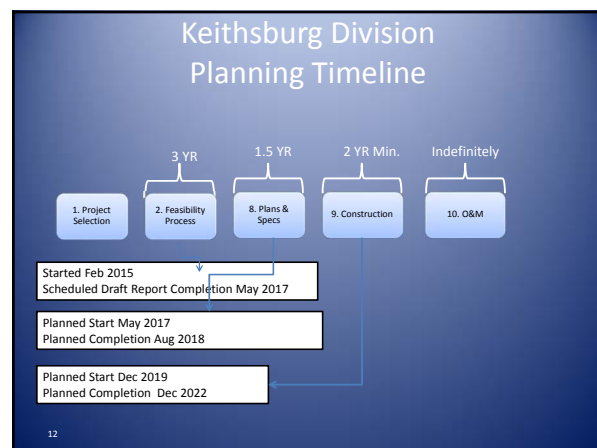 Keithsburg Division
Planning Timeline
3 YR
1.5 YR
2 YR Min.
Indefinitely
1. Project
Selection
2. Feasibility
Process
8. Plans &
Specs
9. Construction
10. O&M
Started Feb 2015
Scheduled Draft Report Completion May 2017
Planned Start May 2017
Planned Completion Aug 2018
Planned Start Dec 2019
Planned Completion  Dec 2022
12